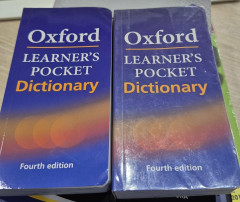 Oxford
LEARNER'S
POCKET
Dictionary
Fourth edition
Oxford
LEARNER'S
POCKET
Dictionary
Fourth edition